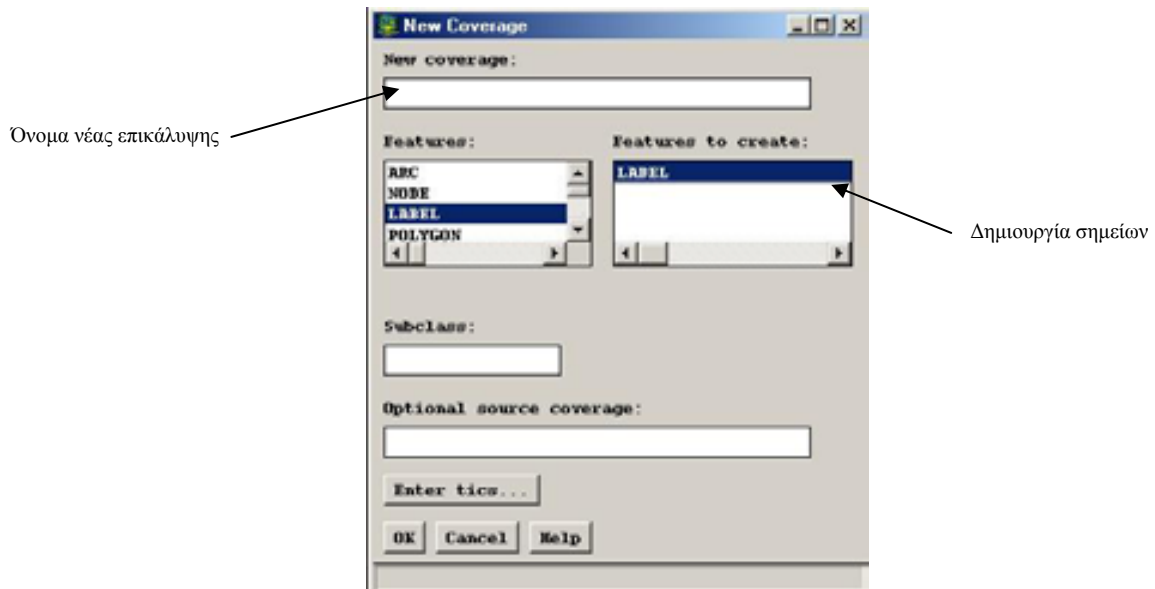 New Coverage
New coverage:
Όνομα νέας επικάλυψης
Features:
Features to create:
ARC
NODE
LABEL
POLYGON
LABEL
Δημιουργία σημείων
Subclass:
Optional source coverage:
Enter tics...
OK
Cancel
Help